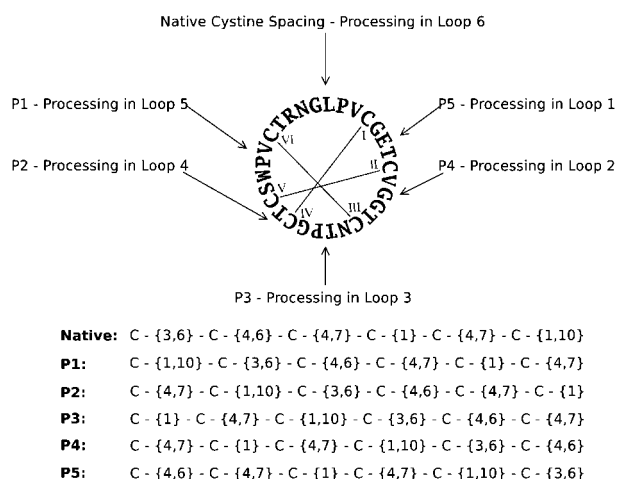 Native Cystine Spacing - Processing in Loop 6
P1 - Processing in Loop 5
P5 - Processing in Loop 1
P2 - Processing in Loop 4
P4 - Processing in Loop 2
CTRNGLPVCGETCVGGTCNTPGCTCSWPV
I
II
III
IV
V
VI
P3 - Processing in Loop 3
Native: C - {3,6} - C - {4,6} - C - {4,7} - C - {1} - C - {4,7} - C - {1,10}
P1: C - {1,10} - C - {3,6} - C - {4,6} - C - {4,7} - C - {1} - C - {4,7}
P2: C - {4,7} - C - {1,10} - C - {3,6} - C - {4,6} - C - {4,7} - C - {1}
P3: C - {1} - C - {4,7} - C - {1,10} - C - {3,6} - C - {4,6} - C - {4,7}
P4: C - {4,7} - C - {1} - C - {4,7} - C - {1,10} - C - {3,6} - C - {4,6}
P5: C - {4,6} - C - {4,7} - C - {1} - C - {4,7} - C - {1,10} - C - {3,6}